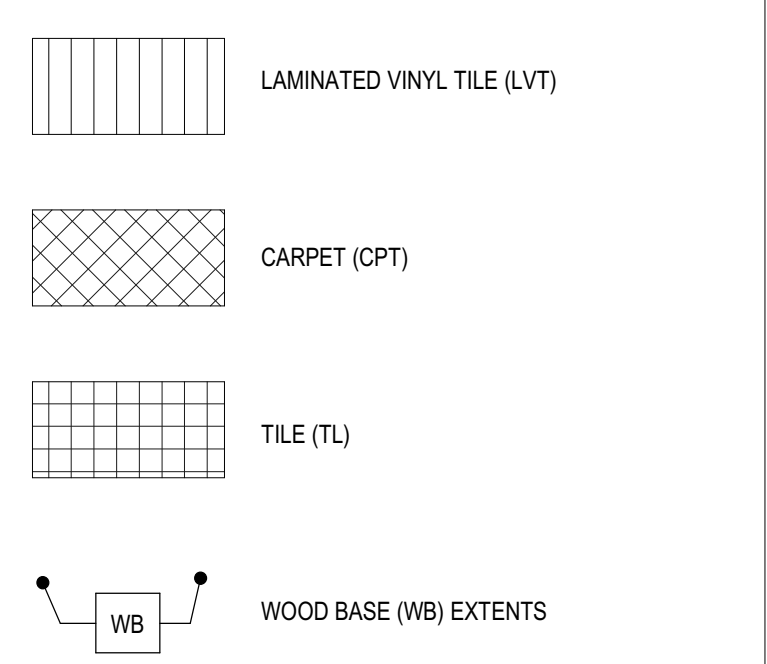 LAMINATED VINYL TILE (LVT)
CARPET (CPT)
TILE (TL)
WB
WOOD BASE (WB) EXTENTS